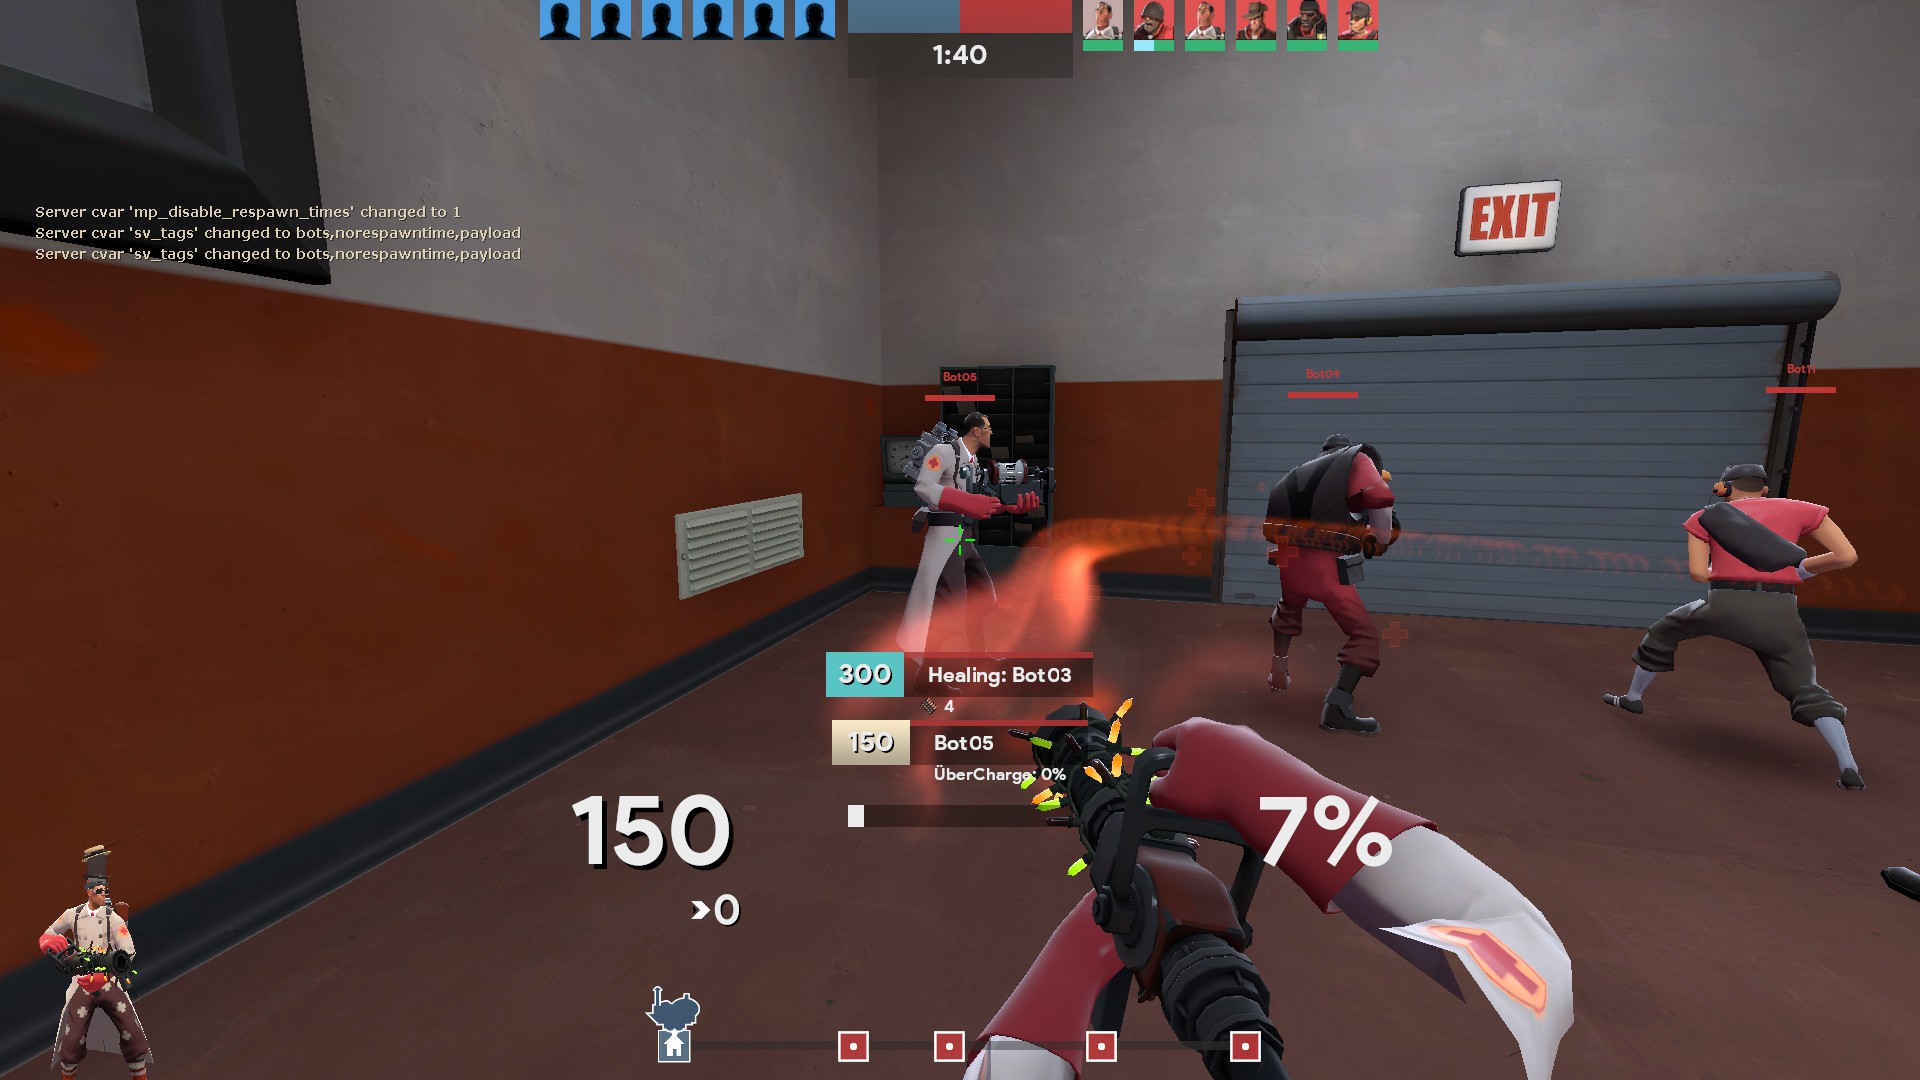 1:40
Server cvar 'mp_disable_respawn_times' changed to 1
Server cvar 'sv_tags' changed to bots,norespawntime,payload
Server cvar 'sv_tags' changed to bots,norespawntime,payload
EXIT
Bot05
Bot09
Bot11
300 Healing: Bot03
4
150 Bot05
ÜberCharge: 0%
150
7%
>0